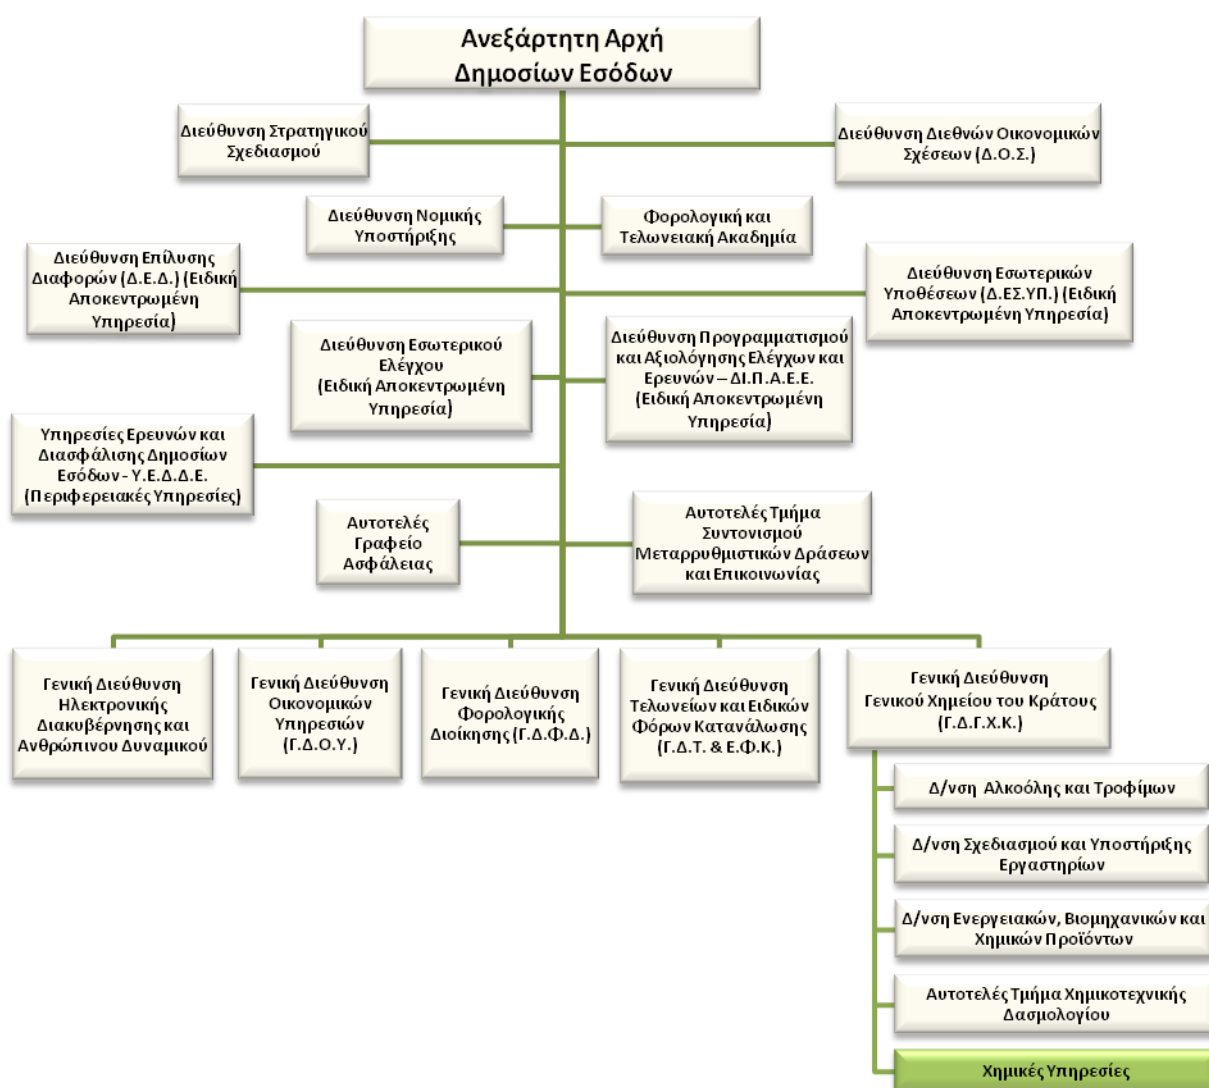 Ανεξάρτητη Αρχή
Δημοσίων Εσόδων
Διεύθυνση Στρατηγικού
Σχεδιασμού
Διεύθυνση Διεθνών Οικονομικών
Σχέσεων (Δ.Ο.Σ.)
Διεύθυνση Νομικής
Υποστήριξης
Φορολογική και
Τελωνειακή Ακαδημία
Διεύθυνση Επίλυσης
Διαφορών (Δ.Ε.Δ.) (Ειδική
Αποκεντρωμένη
Υπηρεσία)
Διεύθυνση Εσωτερικών
Υποθέσεων (Δ.ΕΣ.ΥΠ.) (Ειδική
Αποκεντρωμένη Υπηρεσία)
Διεύθυνση Εσωτερικού
Ελέγχου
(Ειδική Αποκεντρωμένη
Υπηρεσία)
Διεύθυνση Προγραμματισμού
και Αξιολόγησης Ελέγχων και
Ερευνών – ΔΙ.Π.Α.Ε.Ε.
(Ειδική Αποκεντρωμένη
Υπηρεσία)
Υπηρεσίες Ερευνών και
Διασφάλισης Δημοσίων
Εσόδων - Υ.Ε.Δ.Δ.Ε.
(Περιφερειακές Υπηρεσίες)
Αυτοτελές
Γραφείο
Ασφάλειας
Αυτοτελές Τμήμα
Συντονισμού
Μεταρρυθμιστικών Δράσεων
και Επικοινωνίας
Γενική Διεύθυνση
Ηλεκτρονικής
Διακυβέρνησης και
Ανθρώπινου Δυναμικού
Γενική Διεύθυνση
Οικονομικών
Υπηρεσιών
(Γ.Δ.Ο.Υ.)
Γενική Διεύθυνση
Φορολογικής
Διοίκησης (Γ.Δ.Φ.Δ.)
Γενική Διεύθυνση
Τελωνείων και Ειδικών
Φόρων Κατανάλωσης
(Γ.Δ.Τ. & Ε.Φ.Κ.)
Γενική Διεύθυνση
Γενικού Χημείου του Κράτους
(Γ.Δ.Γ.Χ.Κ.)
Δ/νση Αλκοόλης και Τροφίμων
Δ/νση Σχεδιασμού και Υποστήριξης
Εργαστηρίων
Δ/νση Ενεργειακών, Βιομηχανικών και
Χημικών Προϊόντων
Αυτοτελές Τμήμα Χημικοτεχνικής
Δασμολογίου
Χημικές Υπηρεσίες